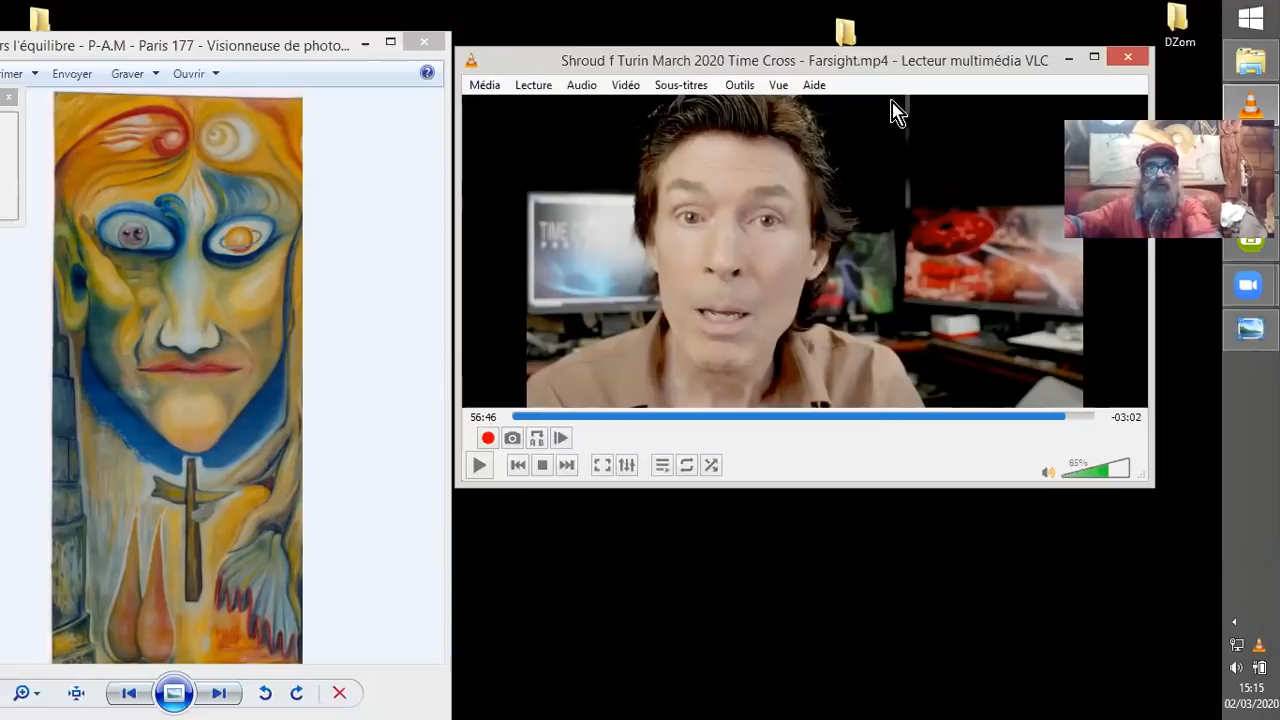 rs l'équilibre - P-A-M - Paris 177 - Visionneuse de photo...
rimer Envoyer Graver Ouvrir
Shroud f Turin March 2020 Time Cross - Farsight.mp4 - Lecteur multimédia VLC
Média Lecture Audio Vidéo Sous-titres Outils Vue Aide
DZom
56:46
-03:02
85%
15:15
02/03/2020